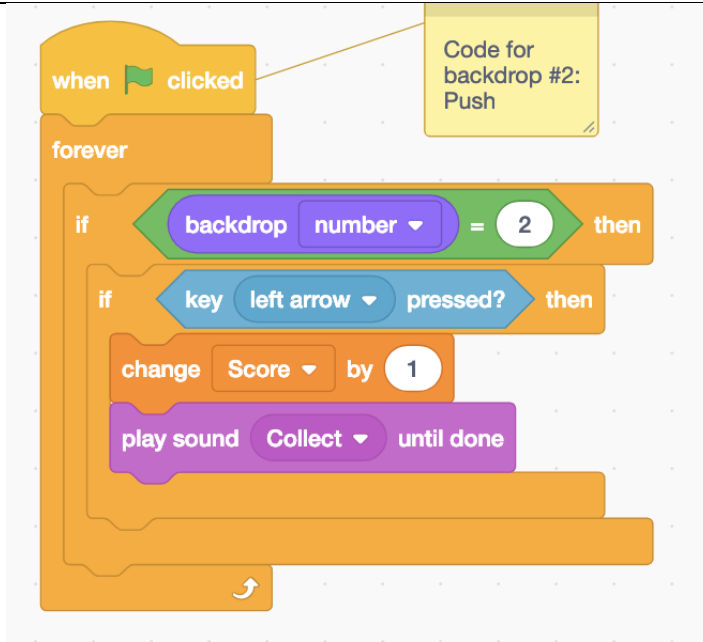 Code for
backdrop #2:
Push
when clicked
forever
if backdrop number = 2 then
if key left arrow pressed? then
change Score by 1
play sound Collect until done